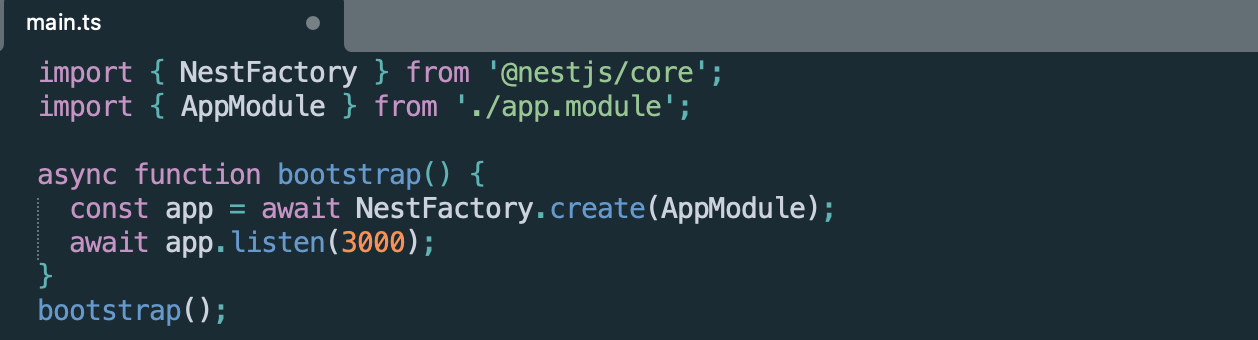 main.ts
import { NestFactory } from '@nestjs/core';
import { AppModule } from './app.module';
async function bootstrap() {
  const app = await NestFactory.create(AppModule);
  await app.listen(3000);
}
bootstrap();